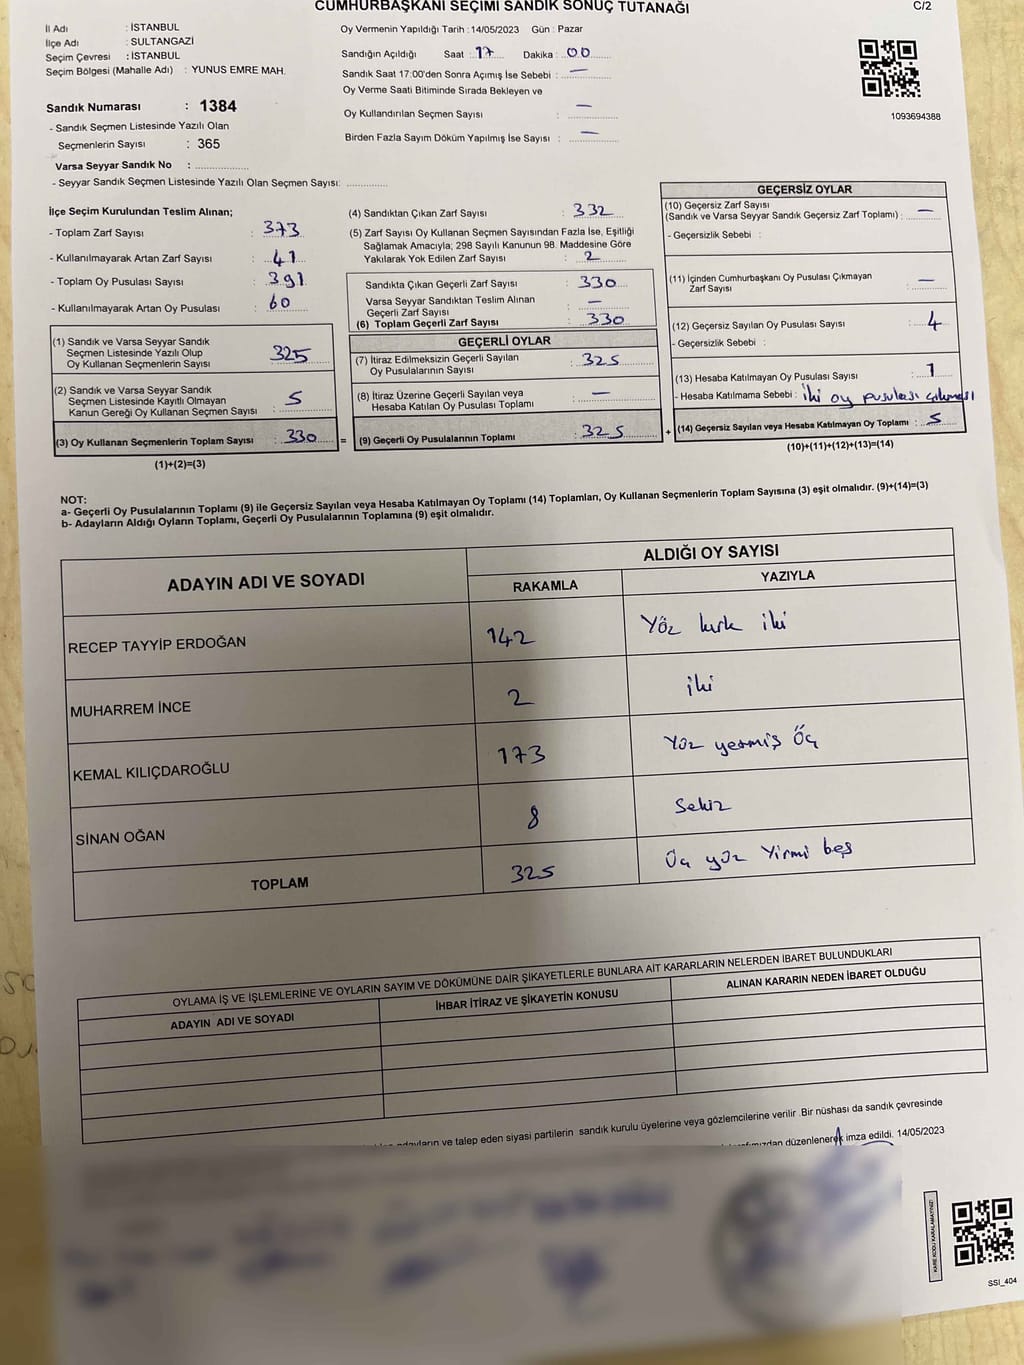 CUMHURBAŞKANI SEÇİMİ SANDIK SONUÇ TUTANAĞI
C/2
İl Adı : İSTANBUL
İlçe Adı : SULTANGAZİ
Seçim Çevresi : İSTANBUL
Seçim Bölgesi (Mahalle Adı) : YUNUS EMRE MAH.
Sandık Numarası : 1384
- Sandık Seçmen Listesinde Yazılı Olan
Seçmenlerin Sayısı : 365
Varsa Seyyar Sandık No : ..................
- Seyyar Sandık Seçmen Listesinde Yazılı Olan Seçmen Sayısı: ..............
Oy Vermenin Yapıldığı Tarih : 14/05/2023 Gün : Pazar
Sandığın Açıldığı Saat : 17 Dakika : 00
Sandık Saat 17:00'den Sonra Açımış İse Sebebi : —
Oy Verme Saati Bitiminde Sırada Bekleyen ve
Oy Kullandırılan Seçmen Sayısı : —
Birden Fazla Sayım Döküm Yapılmış İse Sayısı : —
1093694388
İlçe Seçim Kurulundan Teslim Alınan;
- Toplam Zarf Sayısı : 373
- Kullanılmayarak Artan Zarf Sayısı : 41
- Toplam Oy Pusulası Sayısı : 391
- Kullanılmayarak Artan Oy Pusulası : 60
(1) Sandık ve Varsa Seyyar Sandık
Seçmen Listesinde Yazılı Olup
Oy Kullanan Seçmenlerin Sayısı : 325
(2) Sandık ve Varsa Seyyar Sandık
Seçmen Listesinde Kayıtlı Olmayan
Kanun Gereği Oy Kullanan Seçmen Sayısı : 5
(3) Oy Kullanan Seçmenlerin Toplam Sayısı : 330 =
(1)+(2)=(3)
(4) Sandıktan Çıkan Zarf Sayısı : 332
(5) Zarf Sayısı Oy Kullanan Seçmen Sayısından Fazla İse, Eşitliği
Sağlamak Amacıyla; 298 Sayılı Kanunun 98. Maddesine Göre
Yakılarak Yok Edilen Zarf Sayısı : 2
Sandıkta Çıkan Geçerli Zarf Sayısı : 330
Varsa Seyyar Sandıktan Teslim Alınan
Geçerli Zarf Sayısı : —
(6) Toplam Geçerli Zarf Sayısı : 330
GEÇERLİ OYLAR
(7) İtiraz Edilmeksizin Geçerli Sayılan
Oy Pusulalarının Sayısı : 325
(8) İtiraz Üzerine Geçerli Sayılan veya
Hesaba Katılan Oy Pusulası Toplamı : —
(9) Geçerli Oy Pusulalarının Toplamı : 325 +
GEÇERSİZ OYLAR
(10) Geçersiz Zarf Sayısı
(Sandık ve Varsa Seyyar Sandık Geçersiz Zarf Toplamı) : —
- Geçersizlik Sebebi :
(11) İçinden Cumhurbaşkanı Oy Pusulası Çıkmayan
Zarf Sayısı : —
(12) Geçersiz Sayılan Oy Pusulası Sayısı : 4
- Geçersizlik Sebebi :
(13) Hesaba Katılmayan Oy Pusulası Sayısı : 1
- Hesaba Katılmama Sebebi : İki oy pusulası çıkması
(14) Geçersiz Sayılan veya Hesaba Katılmayan Oy Toplamı : 5
(10)+(11)+(12)+(13)=(14)
NOT:
a- Geçerli Oy Pusulalarının Toplamı (9) ile Geçersiz Sayılan veya Hesaba Katılmayan Oy Toplamı (14) Toplamları, Oy Kullanan Seçmenlerin Toplam Sayısına (3) eşit olmalıdır. (9)+(14)=(3)
b- Adayların Aldığı Oyların Toplamı, Geçerli Oy Pusulalarının Toplamına (9) eşit olmalıdır.
ADAYIN ADI VE SOYADI
ALDIĞI OY SAYISI
RAKAMLA YAZIYLA
RECEP TAYYİP ERDOĞAN 142 Yüz kırk iki
MUHARREM İNCE 2 iki
KEMAL KILIÇDAROĞLU 173 Yüz yetmiş Üç
SİNAN OĞAN 8 Sekiz
TOPLAM 325 Üç yüz Yirmi beş
OYLAMA İŞ VE İŞLEMLERİNE VE OYLARIN SAYIM VE DÖKÜMÜNE DAİR ŞİKAYETLERLE BUNLARA AİT KARARLARIN NELERDEN İBARET BULUNDUKLARI
ADAYIN ADI VE SOYADI
İHBAR İTİRAZ VE ŞİKAYETİN KONUSU
ALINAN KARARIN NEDEN İBARET OLDUĞU
adayların ve talep eden siyasi partilerin sandık kurulu üyelerine veya gözlemcilerine verilir .Bir nüshası da sandık çevresinde
düzenlenerek imza edildi. 14/05/2023
KARE KODU KARALAMAYINIZ!
SSI_404